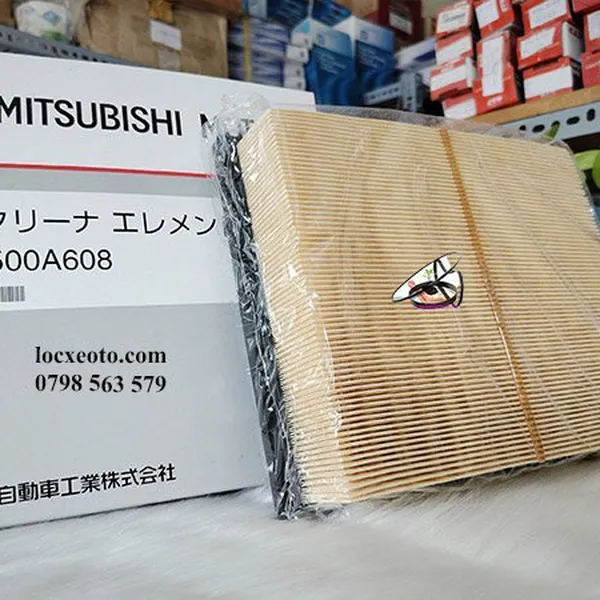 MITSUBISHI M
クリーナ エレメン
500A608
locxeoto.com
0798 563 579
自動車工業株式会社